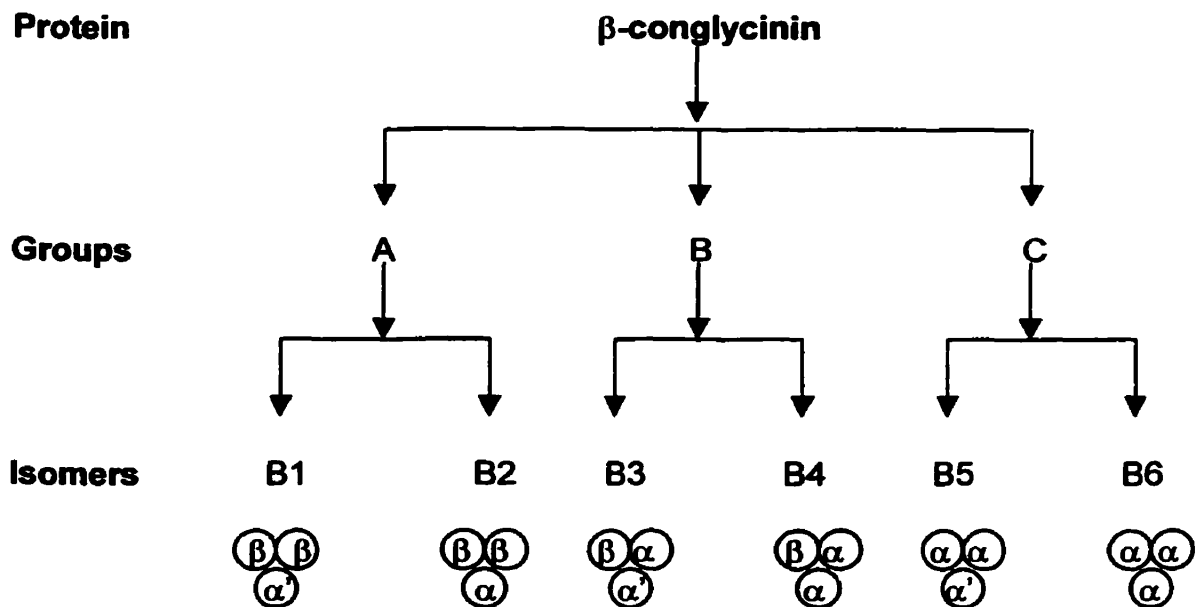 Protein β-conglycinin
Groups A B C
Isomers B1 B2 B3 B4 B5 B6
β β β β β α β α α α α α
α' α α' α α' α